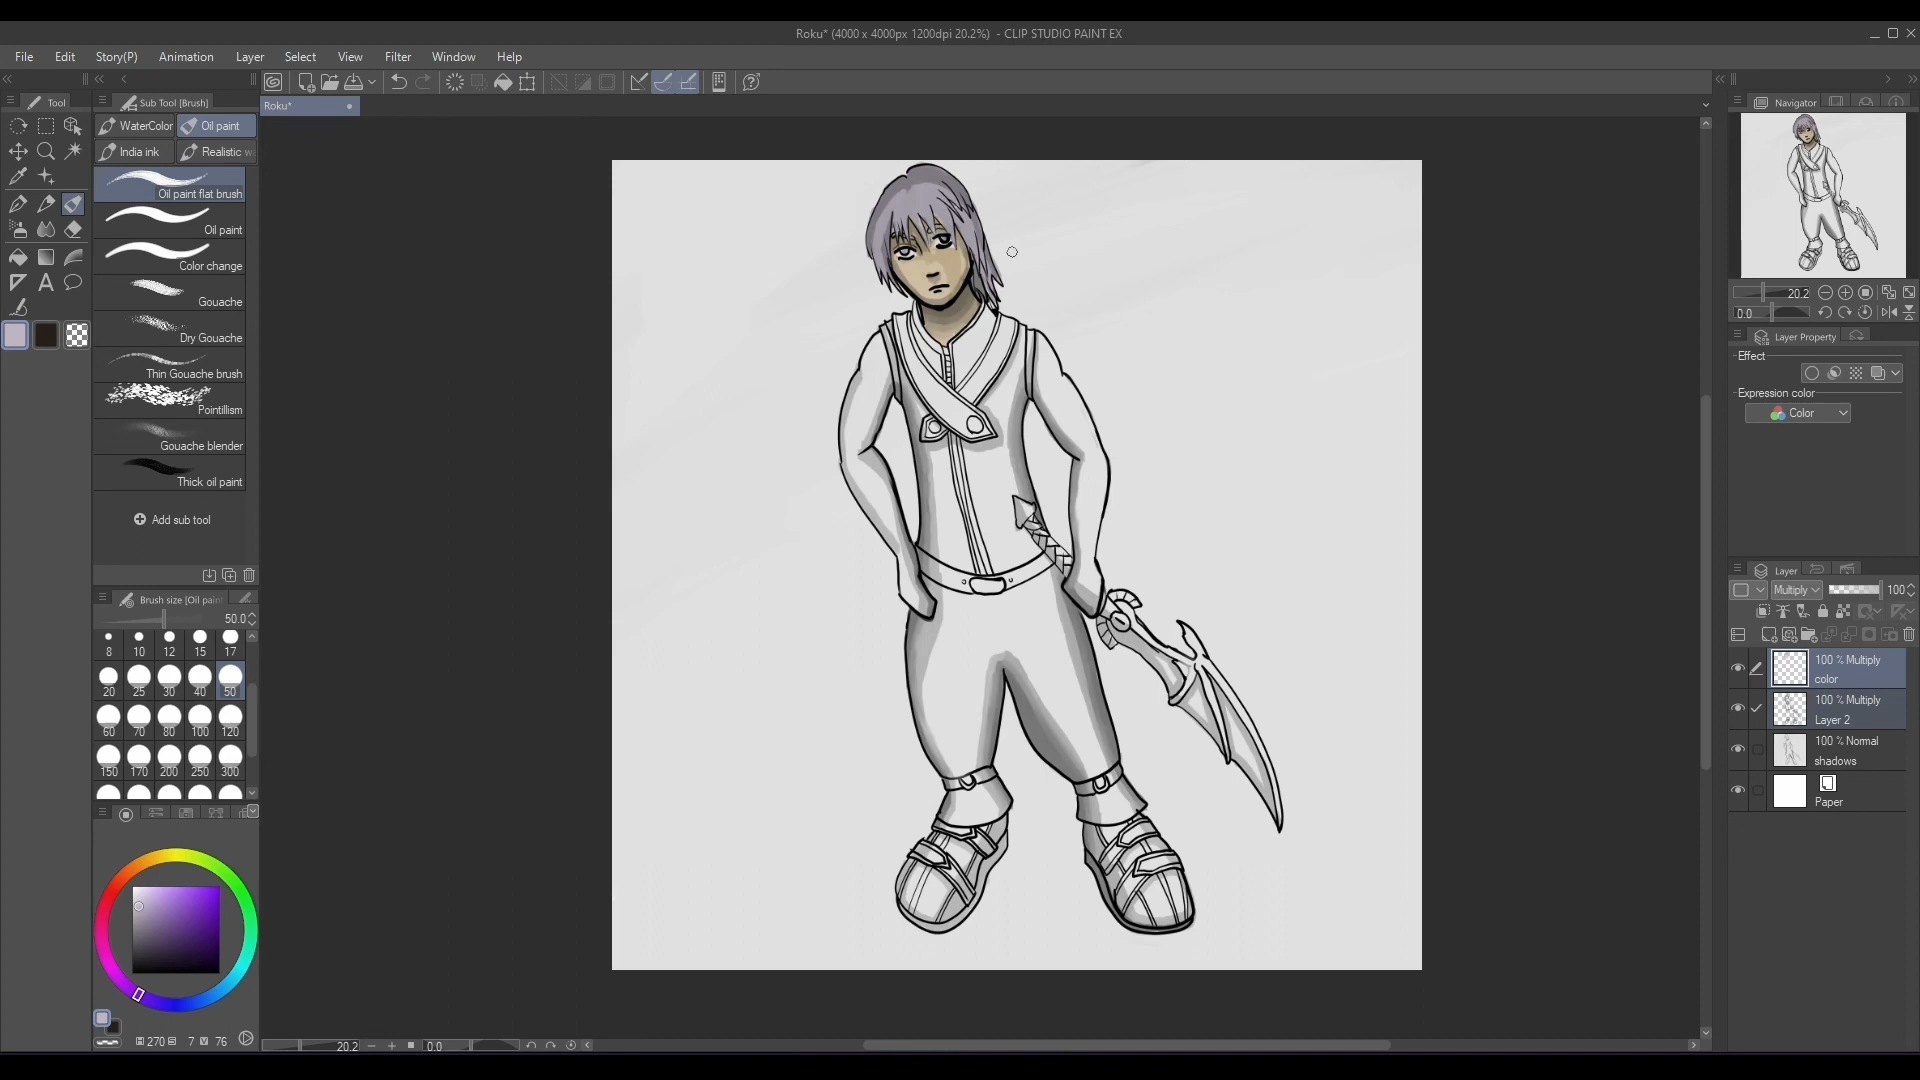 Roku* (4000 x 4000px 1200dpi 20.2%) - CLIP STUDIO PAINT EX
File Edit Story(P) Animation Layer Select View Filter Window Help
Tool
Sub Tool [Brush]
Roku*
Navigator
WaterColor
Oil paint
India ink
Realistic w
Oil paint flat brush
Oil paint
Color change
Gouache
Dry Gouache
Thin Gouache brush
Pointillism
Gouache blender
Thick oil paint
Add sub tool
Brush size [Oil pain
50.0
8 10 12 15 17
20 25 30 40 50
60 70 80 100 120
150 170 200 250 300
270 7 76
20.2
0.0
20.2
0.0
Layer Property
Effect
Expression color
Color
Layer
Multiply
100
100 % Multiply
color
100 % Multiply
Layer 2
100 % Normal
shadows
Paper